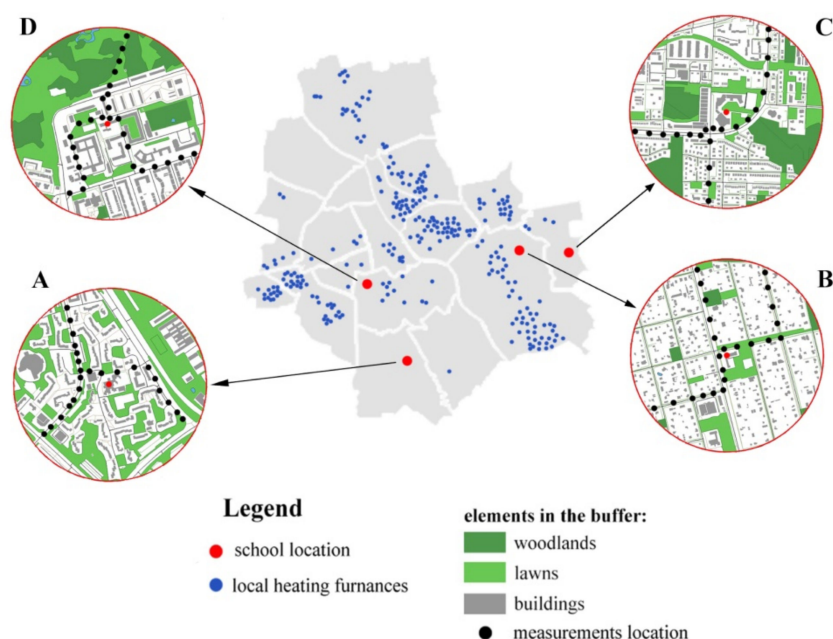 D
C
A
B
Legend
school location
local heating furnances
elements in the buffer:
woodlands
lawns
buildings
measurements location